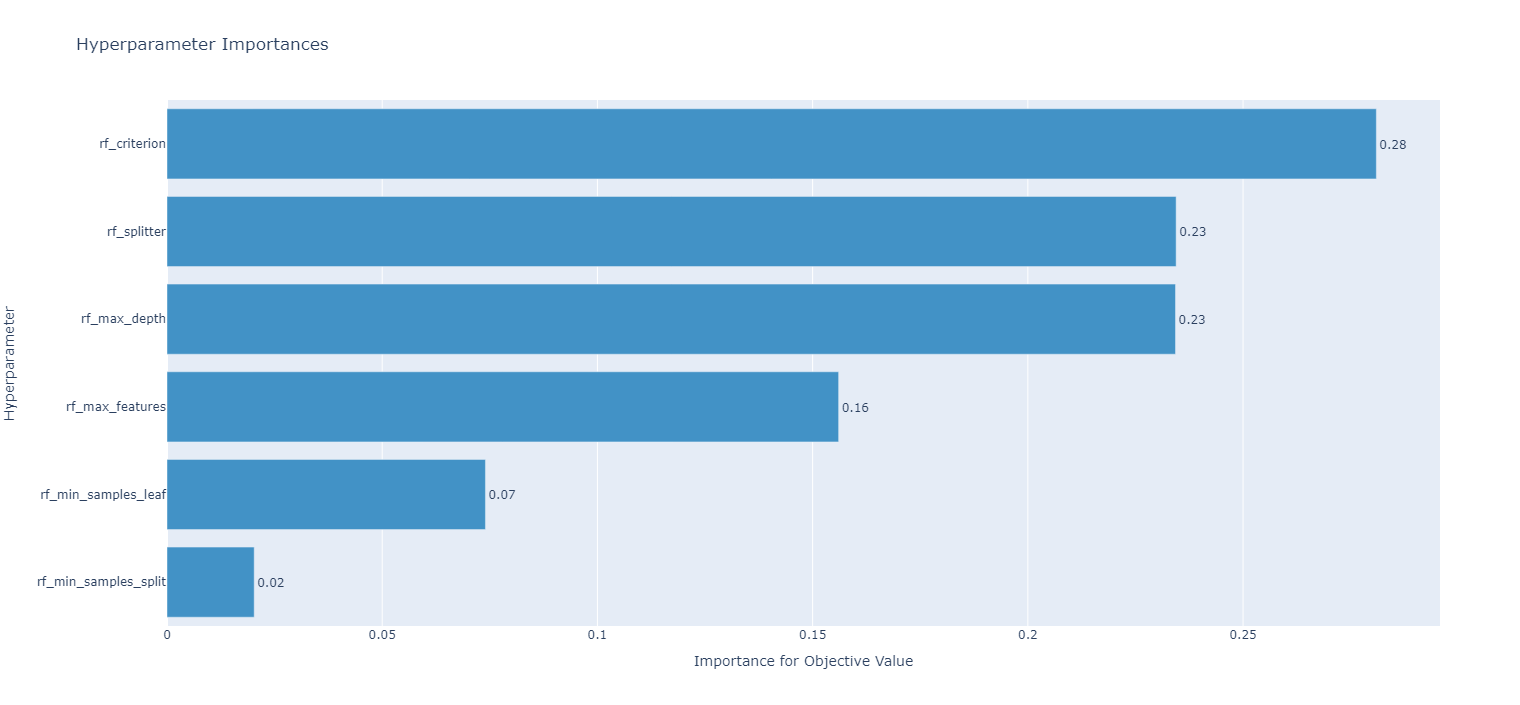 Hyperparameter Importances
Hyperparameter
rf_criterion
0.28
rf_splitter
0.23
rf_max_depth
0.23
rf_max_features
0.16
rf_min_samples_leaf
0.07
rf_min_samples_split
0.02
0 0.05 0.1 0.15 0.2 0.25
Importance for Objective Value